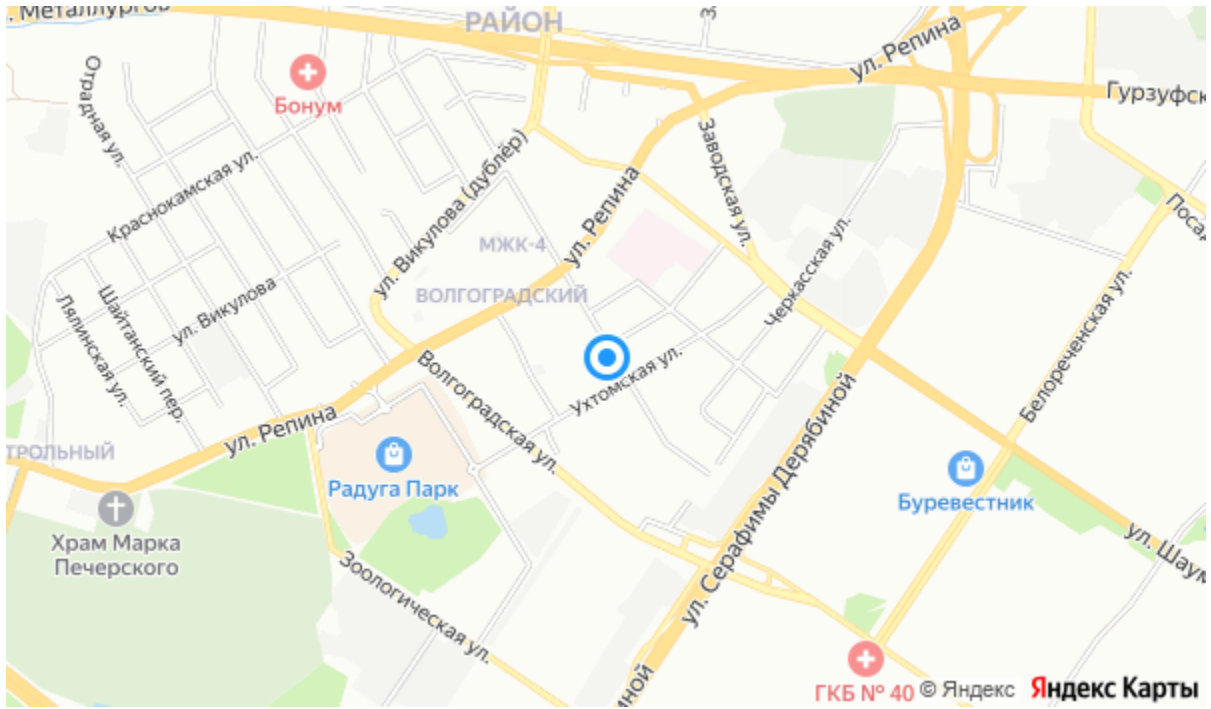 . Металлургов
РАЙОН
ул. Репина
Гурзуфск
Бонум
Отрадная ул.
Краснокамская ул.
ул. Викулова (дублёр)
ул. Репина
Заводская ул.
Посад
МЖК-4
ВОЛГОГРАДСКИЙ
Черкасская ул.
Белореченская ул.
Шайтанский пер.
Лялинская ул.
ул. Викулова
Волгоградская ул.
Ухтомская ул.
ул. Репина
ТРОЛЬНЫЙ
Радуга Парк
Буревестник
ул. Серафимы Дерябиной
ул. Шаум
Храм Марка
Печерского
Зоологическая ул.
иной
ГКБ № 40
© Яндекс Яндекс Карты